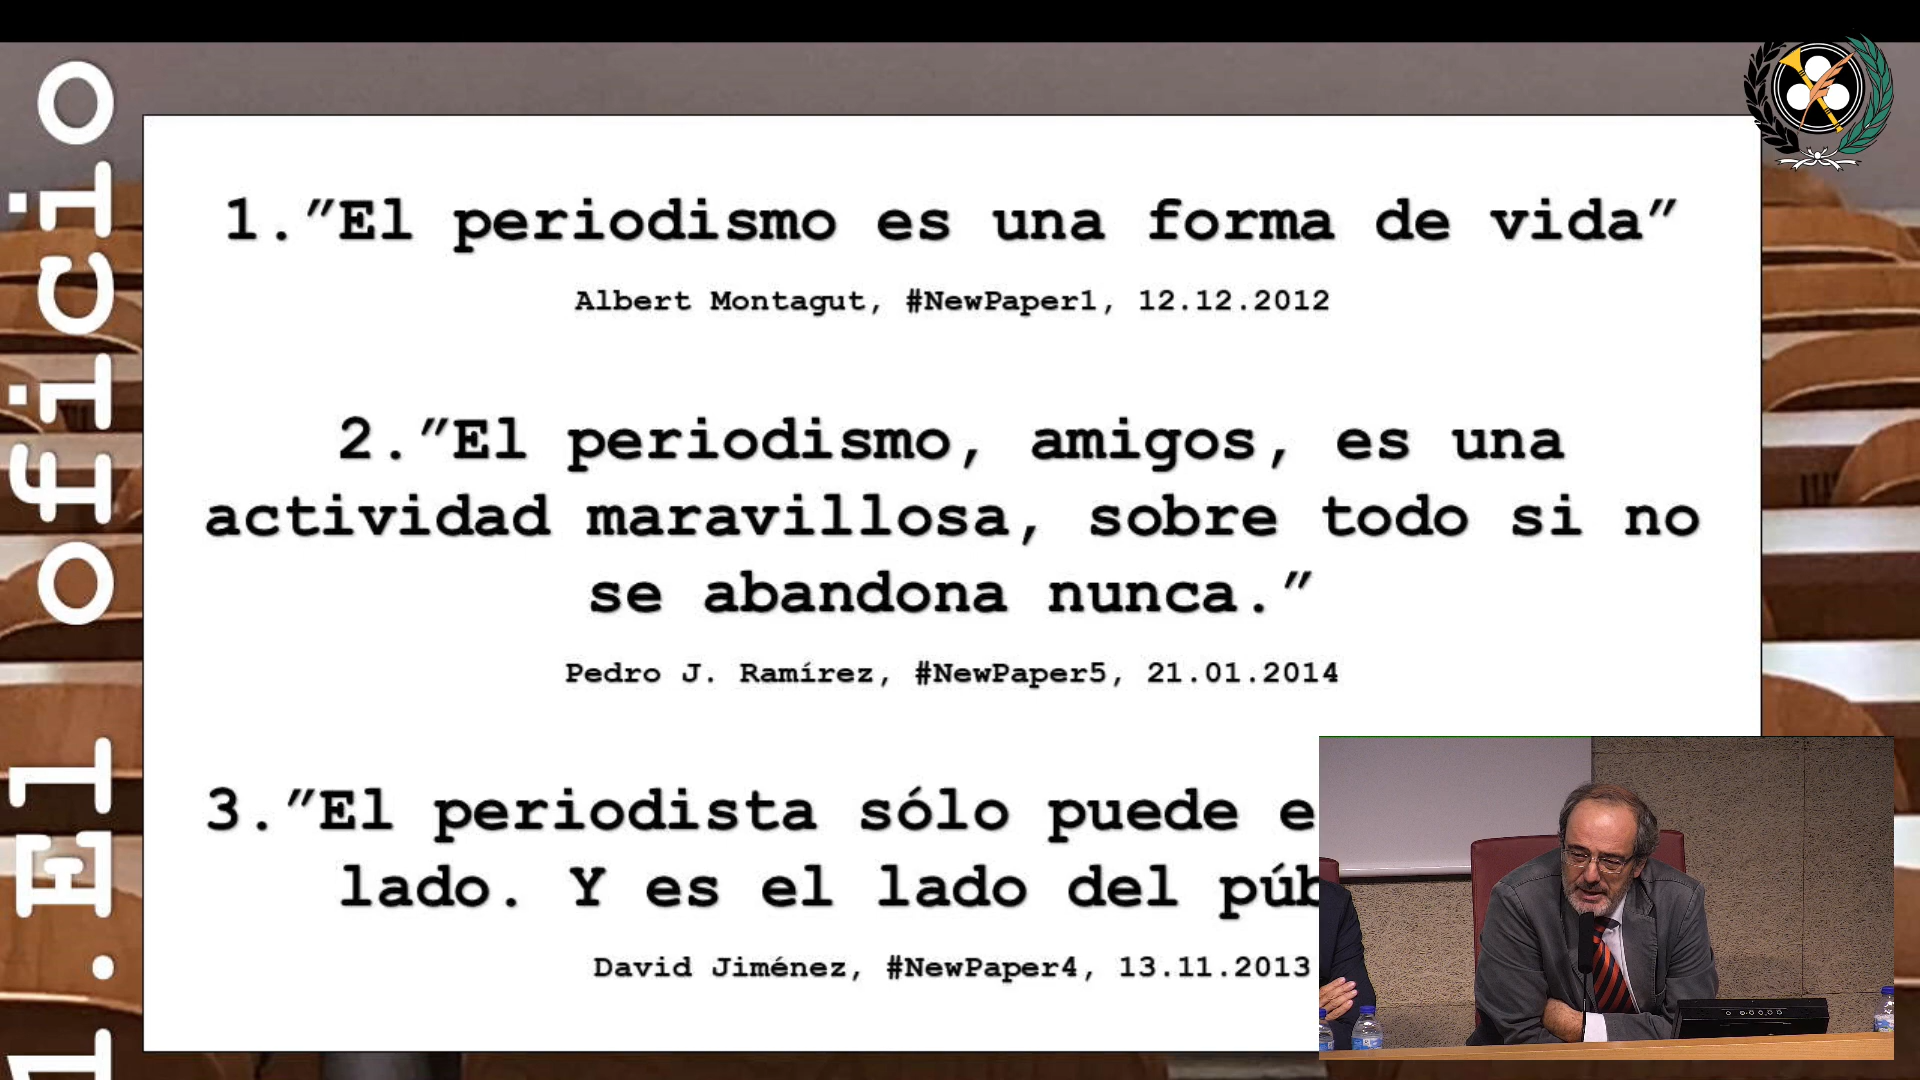 1.El oficio
1."El periodismo es una forma de vida"
Albert Montagut, #NewPaper1, 12.12.2012
2."El periodismo, amigos, es una
actividad maravillosa, sobre todo si no
se abandona nunca."
Pedro J. Ramírez, #NewPaper5, 21.01.2014
3."El periodista sólo puede
lado. Y es el lado del
David Jiménez, #NewPaper4, 13.11.2013